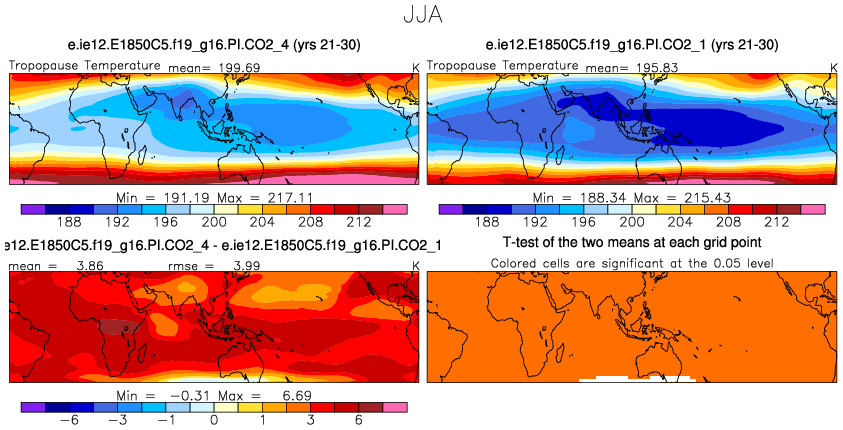 JJA
e.ie12.E1850C5.f19_g16.PI.CO2_4 (yrs 21-30)
Tropopause Temperature mean= 199.69 K
Min = 191.19 Max = 217.11
188 192 196 200 204 208 212
e.ie12.E1850C5.f19_g16.PI.CO2_1 (yrs 21-30)
Tropopause Temperature mean= 195.83 K
Min = 188.34 Max = 215.43
188 192 196 200 204 208 212
e12.E1850C5.f19_g16.PI.CO2_4 - e.ie12.E1850C5.f19_g16.PI.CO2_1
mean = 3.86 rmse = 3.99 K
Min = -0.31 Max = 6.69
-6 -3 -1 0 1 3 6
T-test of the two means at each grid point
Colored cells are significant at the 0.05 level